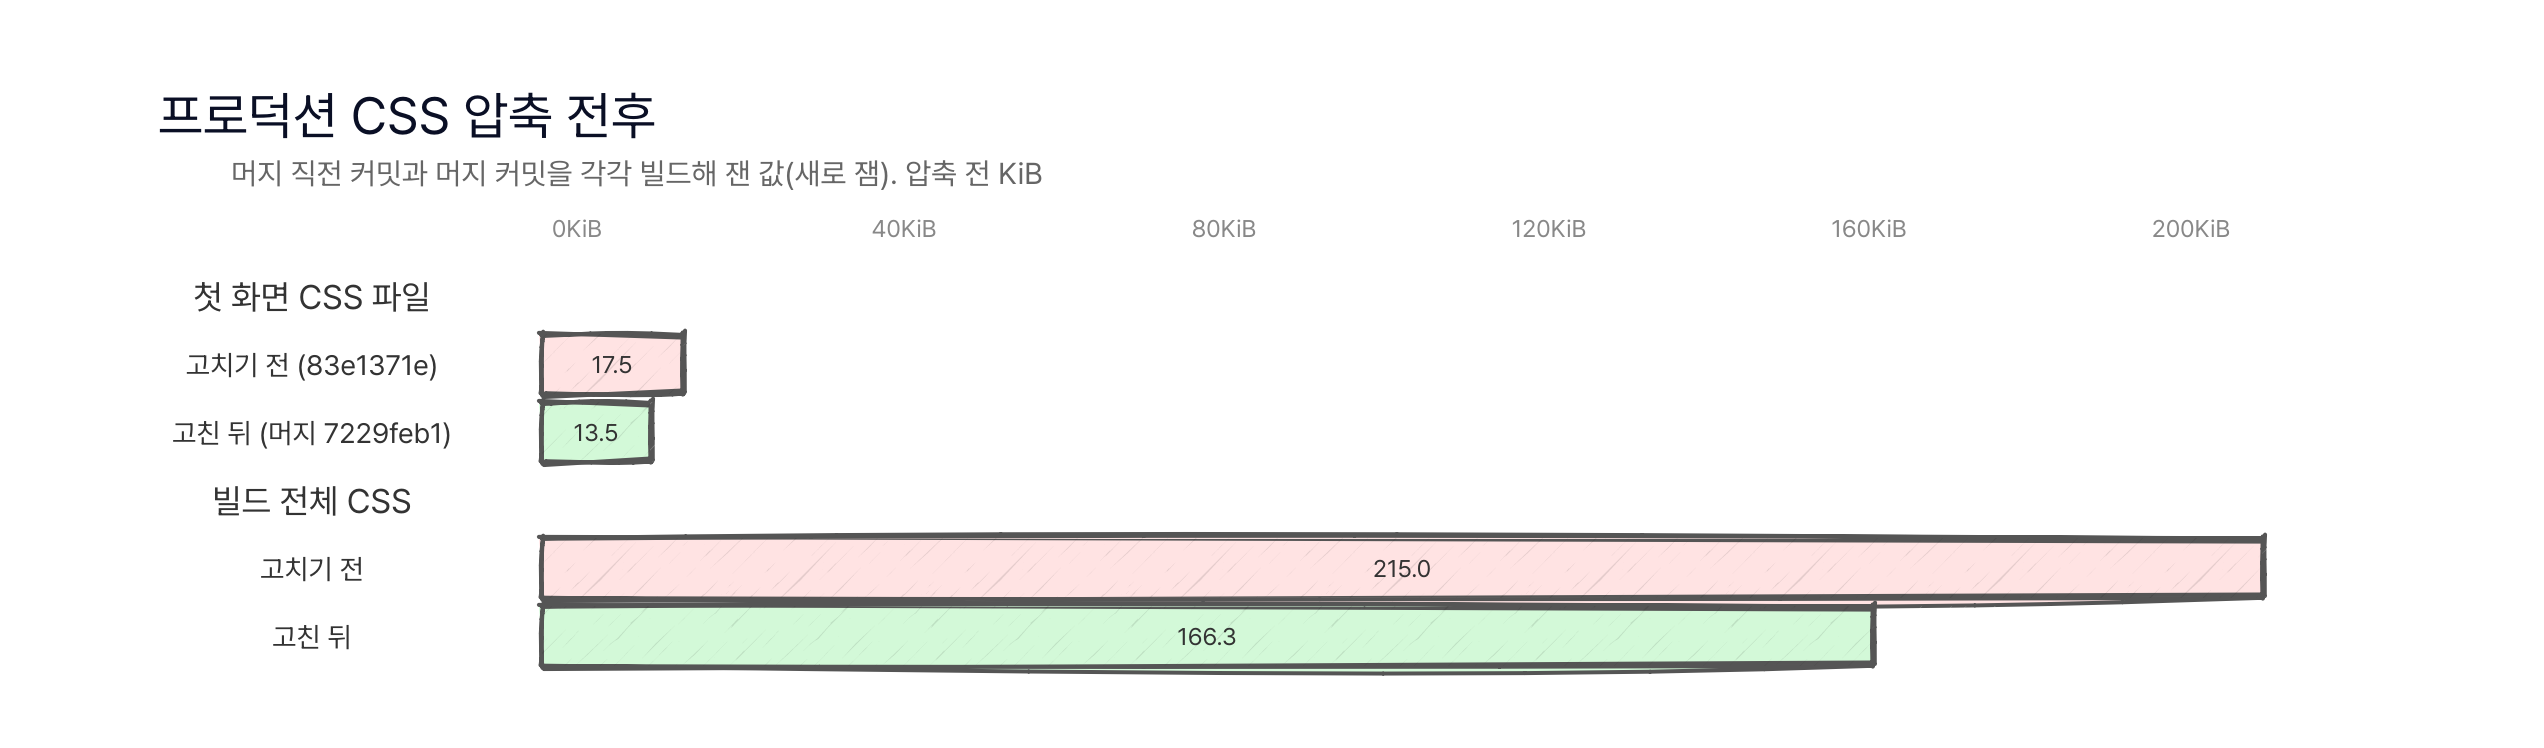 프로덕션 CSS 압축 전후
머지 직전 커밋과 머지 커밋을 각각 빌드해 잰 값(새로 잼). 압축 전 KiB
0KiB 40KiB 80KiB 120KiB 160KiB 200KiB
첫 화면 CSS 파일
고치기 전 (83e1371e) 17.5
고친 뒤 (머지 7229feb1) 13.5
빌드 전체 CSS
고치기 전 215.0
고친 뒤 166.3